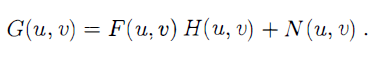 G(u, v) = F(u, v) H(u, v) + N(u, v) .